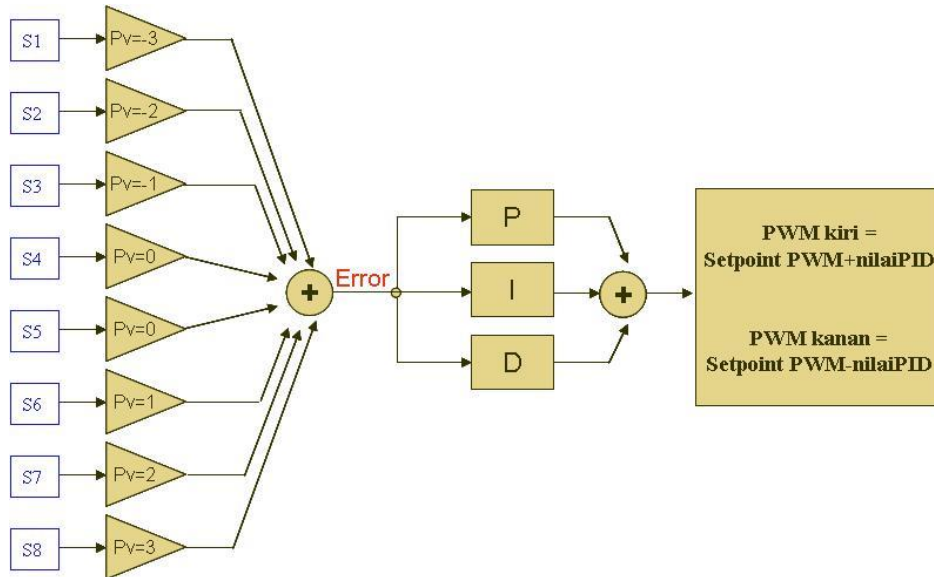 S1
Pv=-3
S2
Pv=-2
S3
Pv=-1
S4
Pv=0
S5
Pv=0
S6
Pv=1
S7
Pv=2
S8
Pv=3
+
Error
P
I
D
+
PWM kiri =
Setpoint PWM+nilaiPID
PWM kanan =
Setpoint PWM-nilaiPID